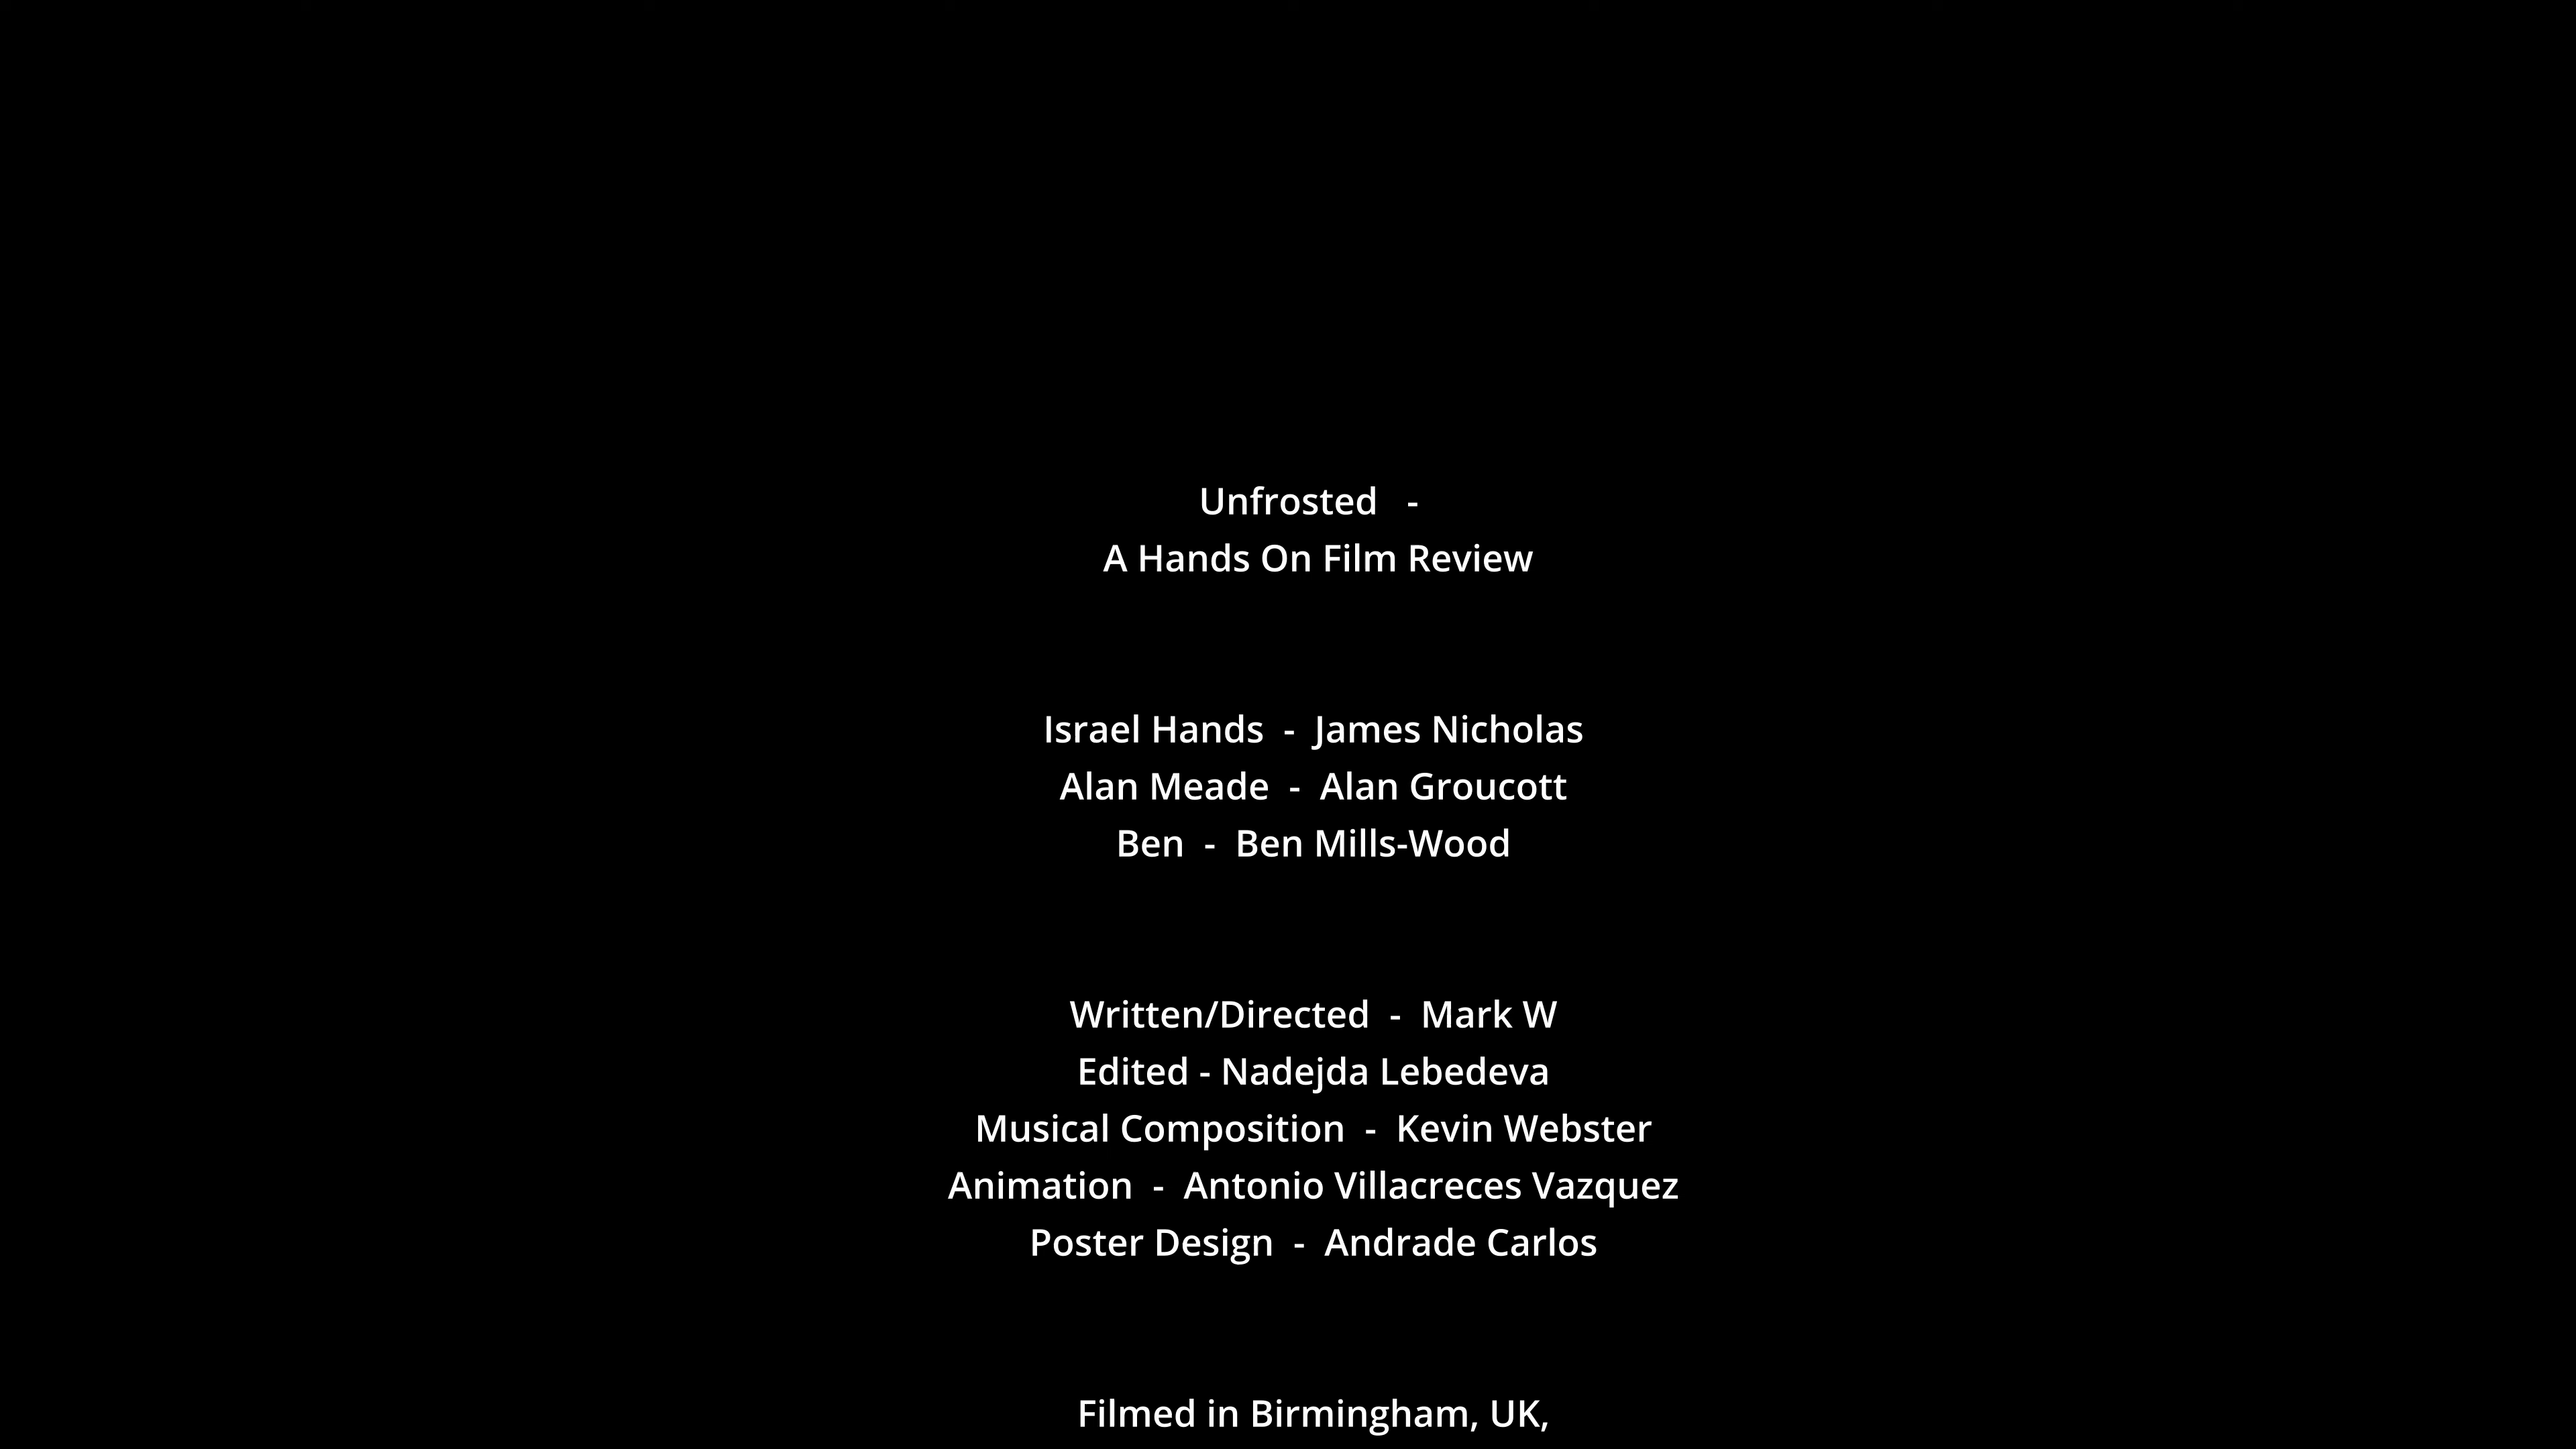 Unfrosted -
A Hands On Film Review
Israel Hands - James Nicholas
Alan Meade - Alan Groucott
Ben - Ben Mills-Wood
Written/Directed - Mark W
Edited - Nadejda Lebedeva
Musical Composition - Kevin Webster
Animation - Antonio Villacreces Vazquez
Poster Design - Andrade Carlos
Filmed in Birmingham, UK,